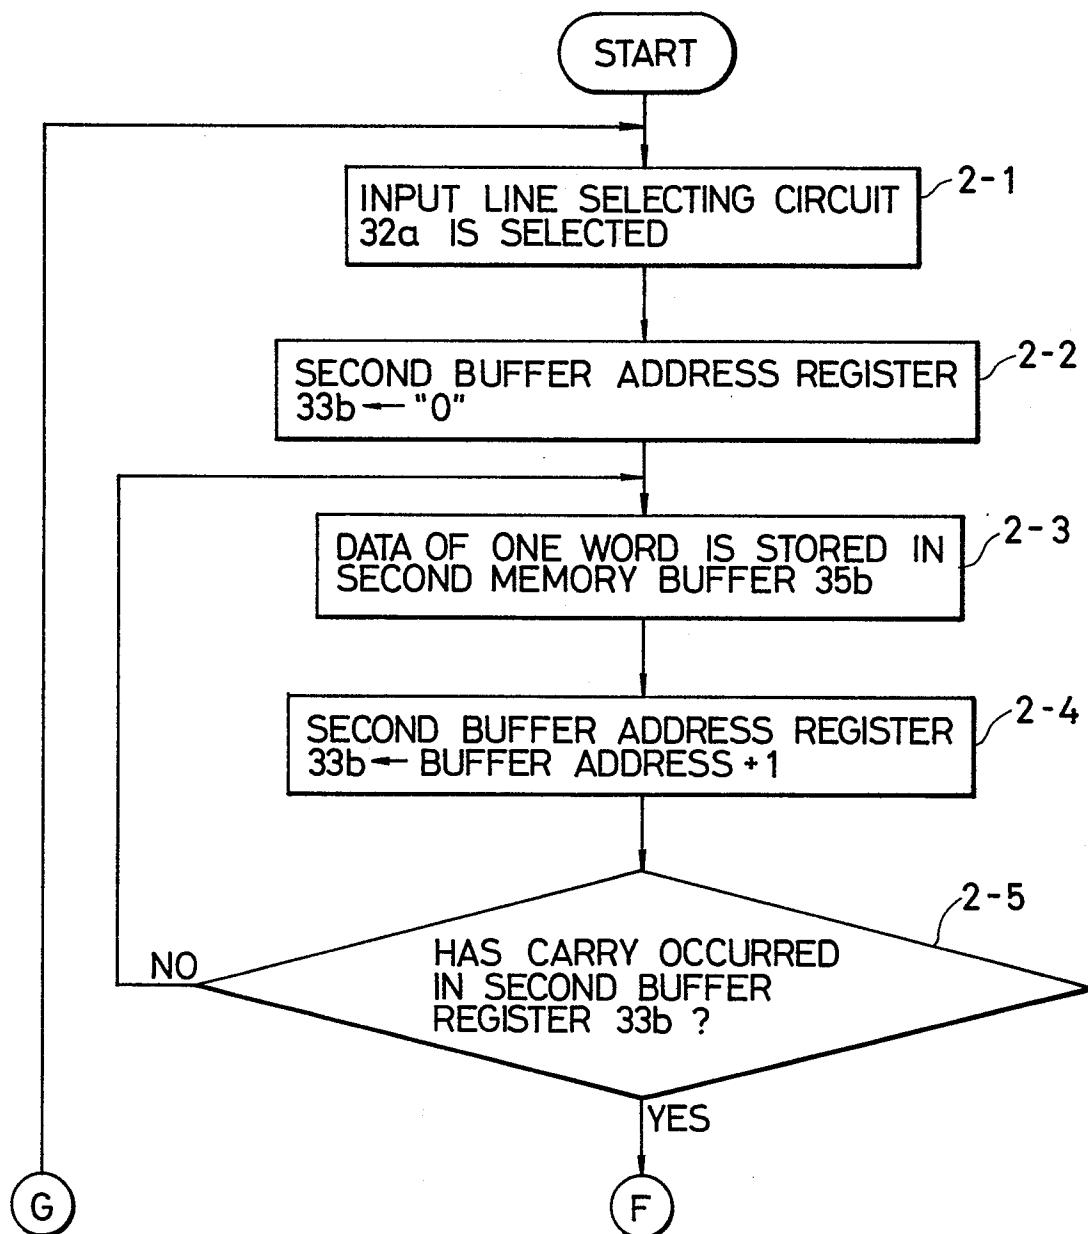 START
INPUT LINE SELECTING CIRCUIT
32a IS SELECTED
2-1
SECOND BUFFER ADDRESS REGISTER
33b ← "0"
2-2
DATA OF ONE WORD IS STORED IN
SECOND MEMORY BUFFER 35b
2-3
SECOND BUFFER ADDRESS REGISTER
33b ← BUFFER ADDRESS +1
2-4
HAS CARRY OCCURRED
IN SECOND BUFFER
REGISTER 33b ?
2-5
NO
YES
G
F